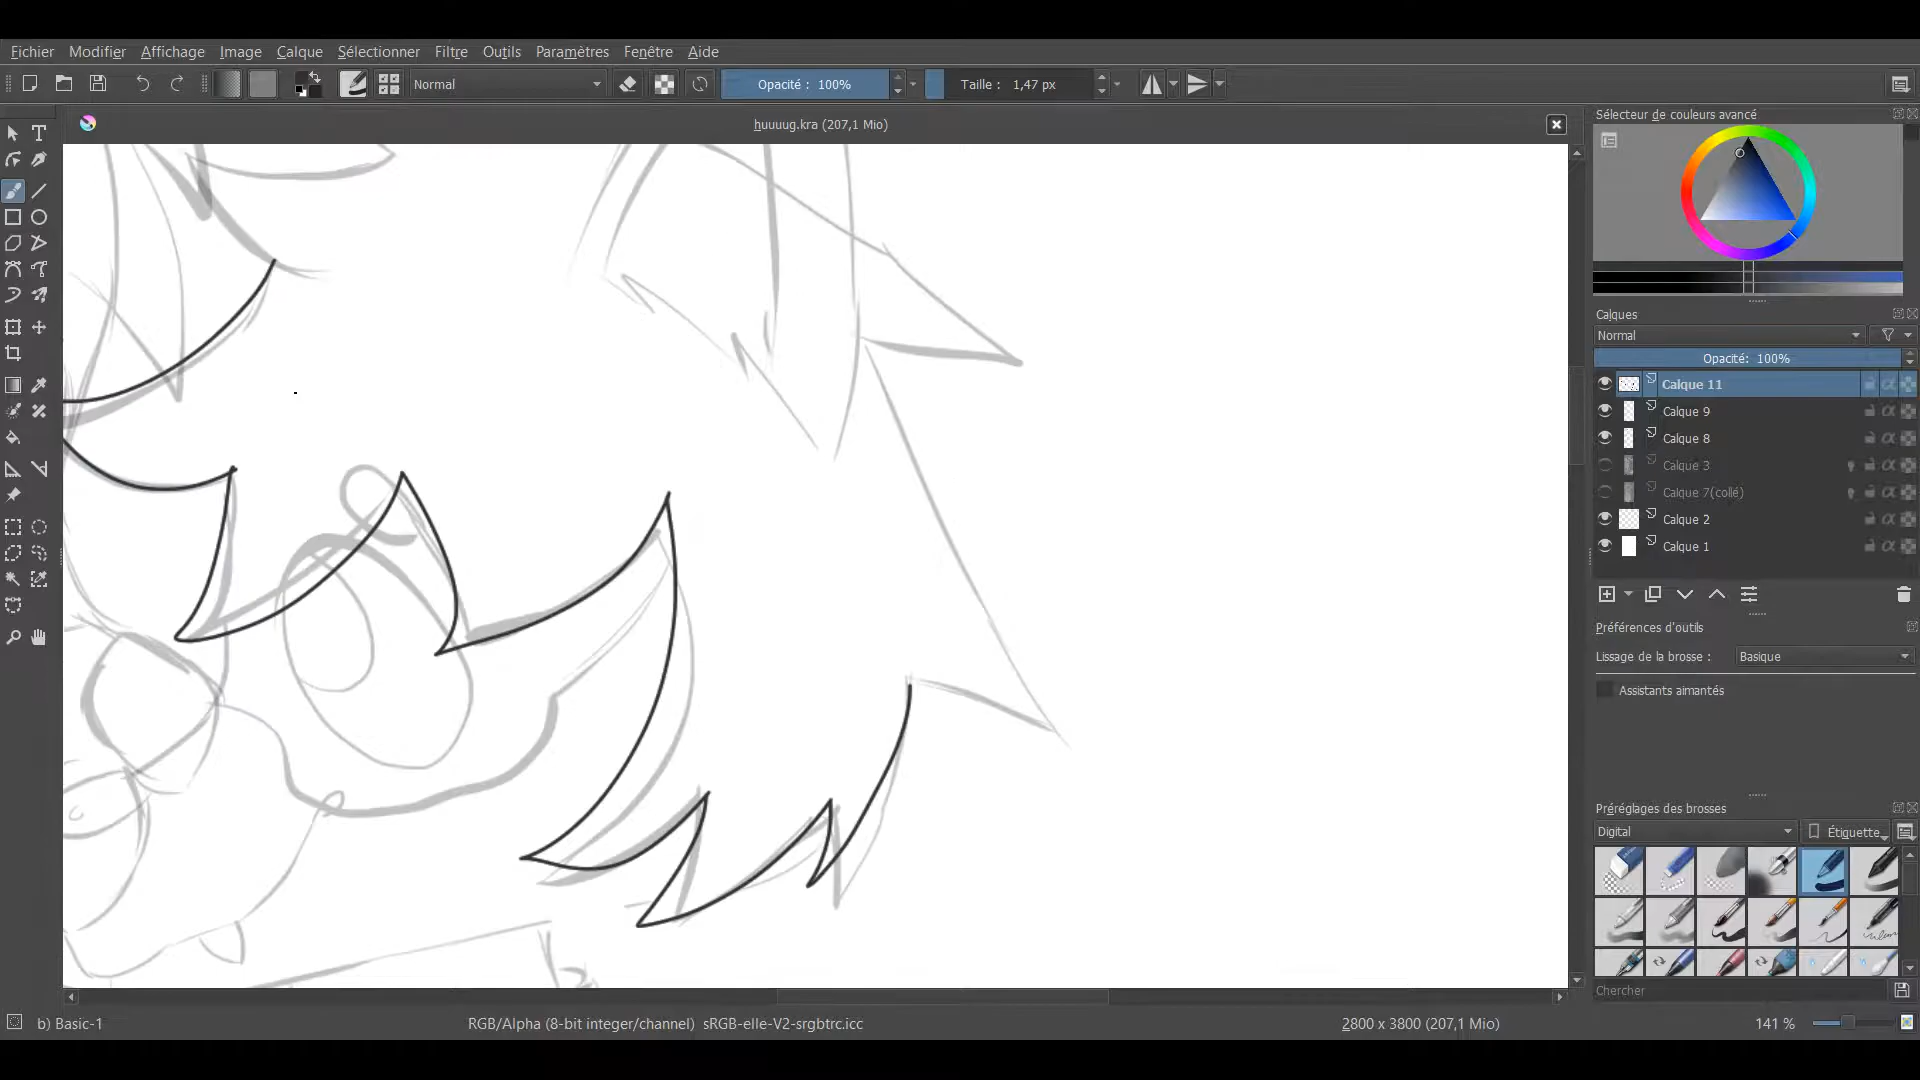 Fichier Modifier Affichage Image Calque Sélectionner Filtre Outils Paramètres Fenêtre Aide
Normal Opacité : 100% Taille : 1,47 px
huuuug.kra (207,1 Mio)
Sélecteur de couleurs avancé
Calques
Normal
Opacité: 100%
Calque 11
Calque 9
Calque 8
Calque 3
Calque 7(collé)
Calque 2
Calque 1
Préférences d'outils
Lissage de la brosse : Basique
Assistants aimantés
Préréglages des brosses
Digital Étiquette
Chercher
b) Basic-1 RGB/Alpha (8-bit integer/channel) sRGB-elle-V2-srgbtrc.icc 2800 x 3800 (207,1 Mio) 141 %